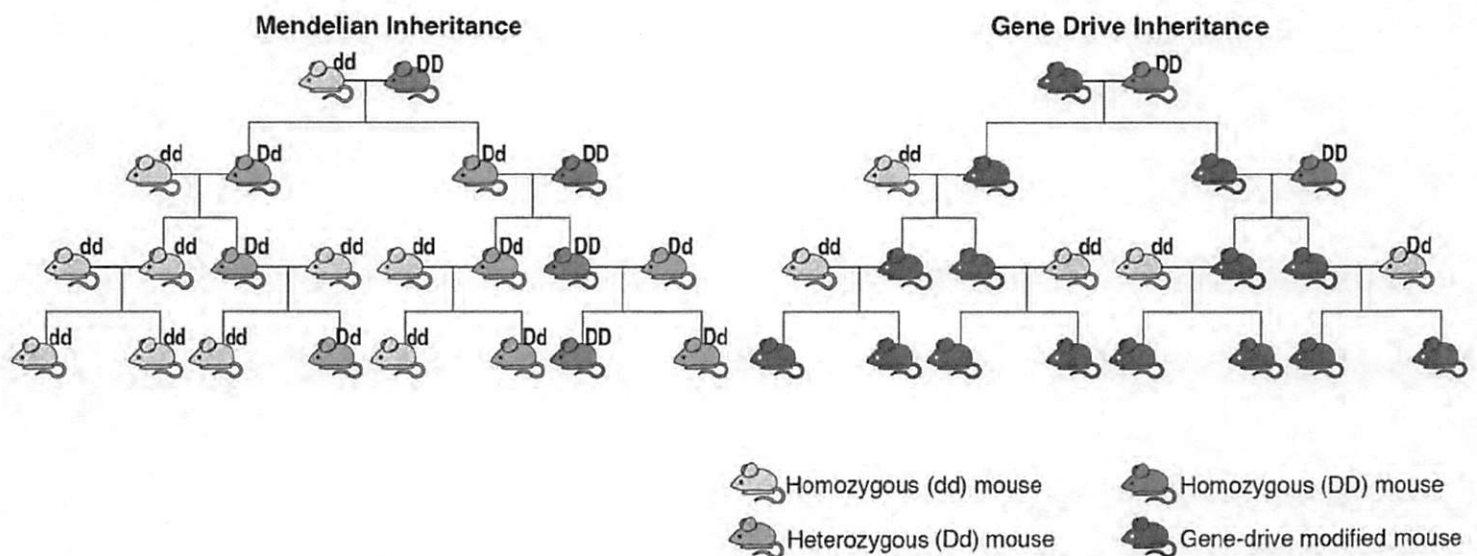 Mendelian Inheritance
dd DD
dd Dd Dd DD
dd dd Dd dd dd Dd DD Dd
dd dd dd Dd dd Dd DD Dd
Gene Drive Inheritance
DD
dd DD
dd dd dd Dd
Homozygous (dd) mouse
Homozygous (DD) mouse
Heterozygous (Dd) mouse
Gene-drive modified mouse